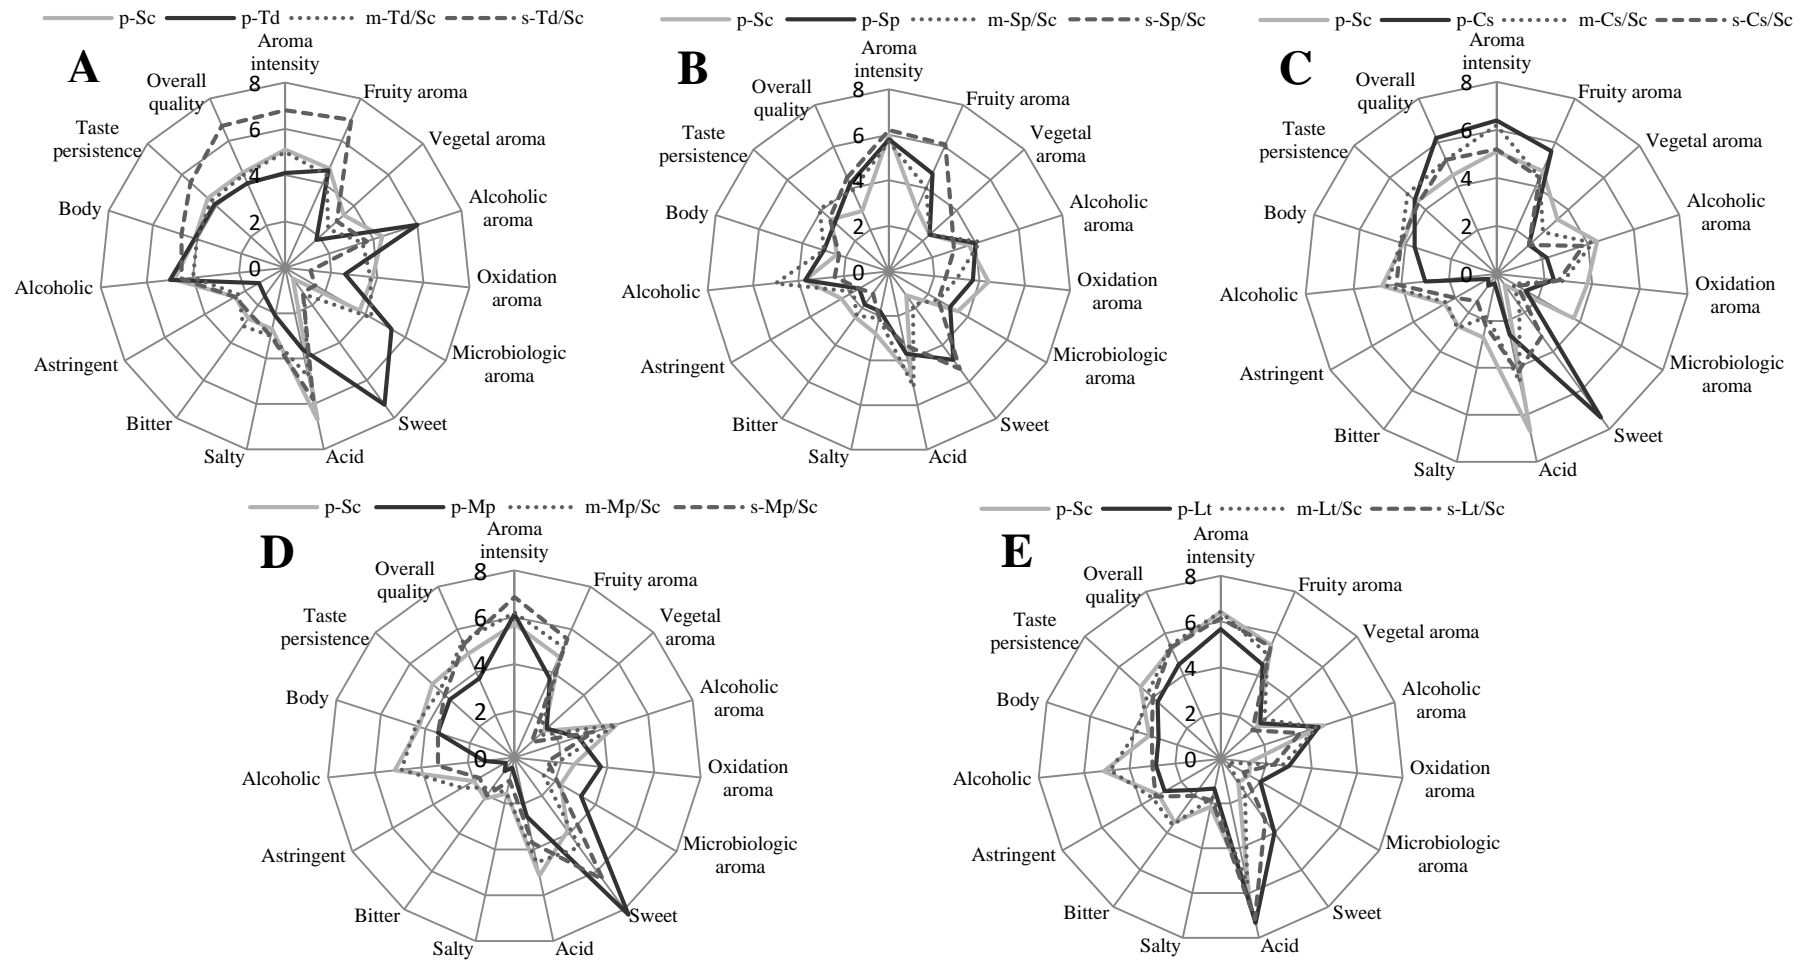 p-Sc p-Td m-Td/Sc s-Td/Sc
A
Aroma
intensity
Fruity aroma
Vegetal aroma
Alcoholic
aroma
Oxidation
aroma
Microbiologic
aroma
Sweet
Acid
Salty
Bitter
Astringent
Alcoholic
Body
Taste
persistence
Overall
quality
8
6
4
2
0
p-Sc p-Sp m-Sp/Sc s-Sp/Sc
B
Aroma
intensity
Fruity aroma
Vegetal
aroma
Alcoholic
aroma
Oxidation
aroma
Microbiologic
aroma
Sweet
Acid
Salty
Bitter
Astringent
Alcoholic
Body
Taste
persistence
Overall
quality
8
6
4
2
0
p-Sc p-Cs m-Cs/Sc s-Cs/Sc
C
Aroma
intensity
Fruity aroma
Vegetal aroma
Alcoholic
aroma
Oxidation
aroma
Microbiologic
aroma
Sweet
Acid
Salty
Bitter
Astringent
Alcoholic
Body
Taste
persistence
Overall
quality
8
6
4
2
0
p-Sc p-Mp m-Mp/Sc s-Mp/Sc
D
Aroma
intensity
Fruity aroma
Vegetal
aroma
Alcoholic
aroma
Oxidation
aroma
Microbiologic
aroma
Sweet
Acid
Salty
Bitter
Astringent
Alcoholic
Body
Taste
persistence
Overall
quality
8
6
4
2
0
p-Sc p-Lt m-Lt/Sc s-Lt/Sc
E
Aroma
intensity
Fruity aroma
Vegetal aroma
Alcoholic
aroma
Oxidation
aroma
Microbiologic
aroma
Sweet
Acid
Salty
Bitter
Astringent
Alcoholic
Body
Taste
persistence
Overall
quality
8
6
4
2
0